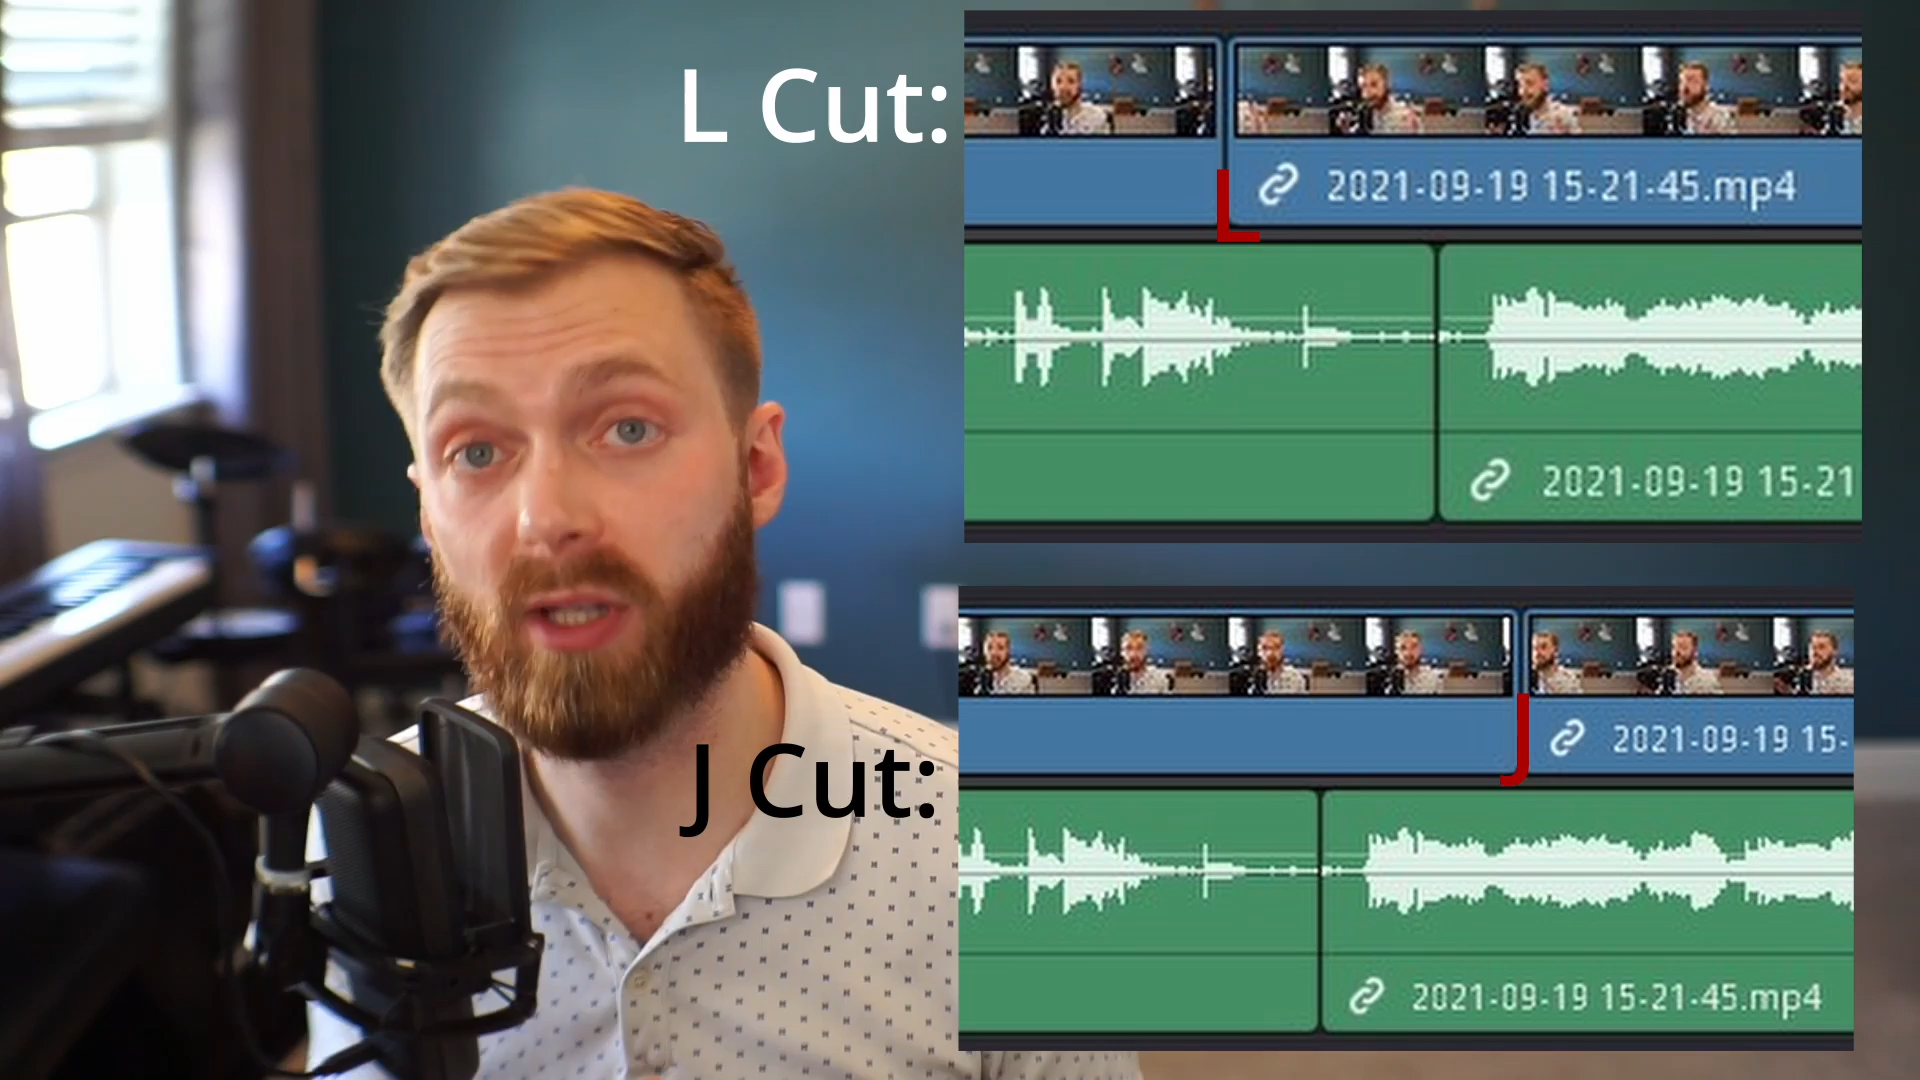 L Cut:
2021-09-19 15-21-45.mp4
L
2021-09-19 15-21
J Cut:
2021-09-19 15-
J
2021-09-19 15-21-45.mp4